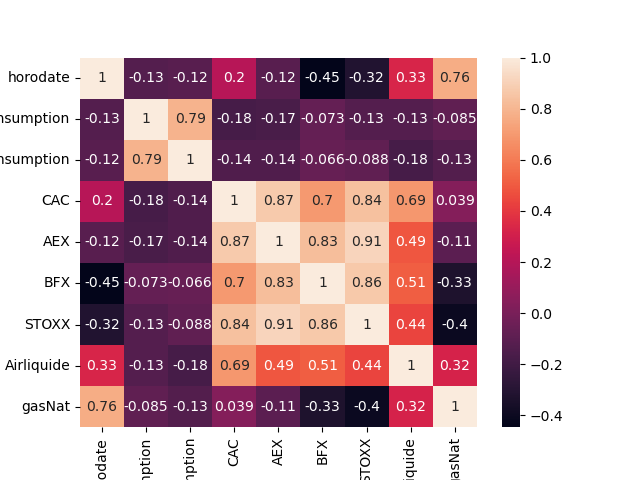 horodate 1 -0.13 -0.12 0.2 -0.12 -0.45 -0.32 0.33 0.76
nsumption -0.13 1 0.79 -0.18 -0.17 -0.073 -0.13 -0.13 -0.085
nsumption -0.12 0.79 1 -0.14 -0.14 -0.066 -0.088 -0.18 -0.13
CAC 0.2 -0.18 -0.14 1 0.87 0.7 0.84 0.69 0.039
AEX -0.12 -0.17 -0.14 0.87 1 0.83 0.91 0.49 -0.11
BFX -0.45 -0.073 -0.066 0.7 0.83 1 0.86 0.51 -0.33
STOXX -0.32 -0.13 -0.088 0.84 0.91 0.86 1 0.44 -0.4
Airliquide 0.33 -0.13 -0.18 0.69 0.49 0.51 0.44 1 0.32
gasNat 0.76 -0.085 -0.13 0.039 -0.11 -0.33 -0.4 0.32 1
odate
mption
mption
CAC
AEX
BFX
STOXX
iquide
gasNat
1.0
0.8
0.6
0.4
0.2
0.0
−0.2
−0.4